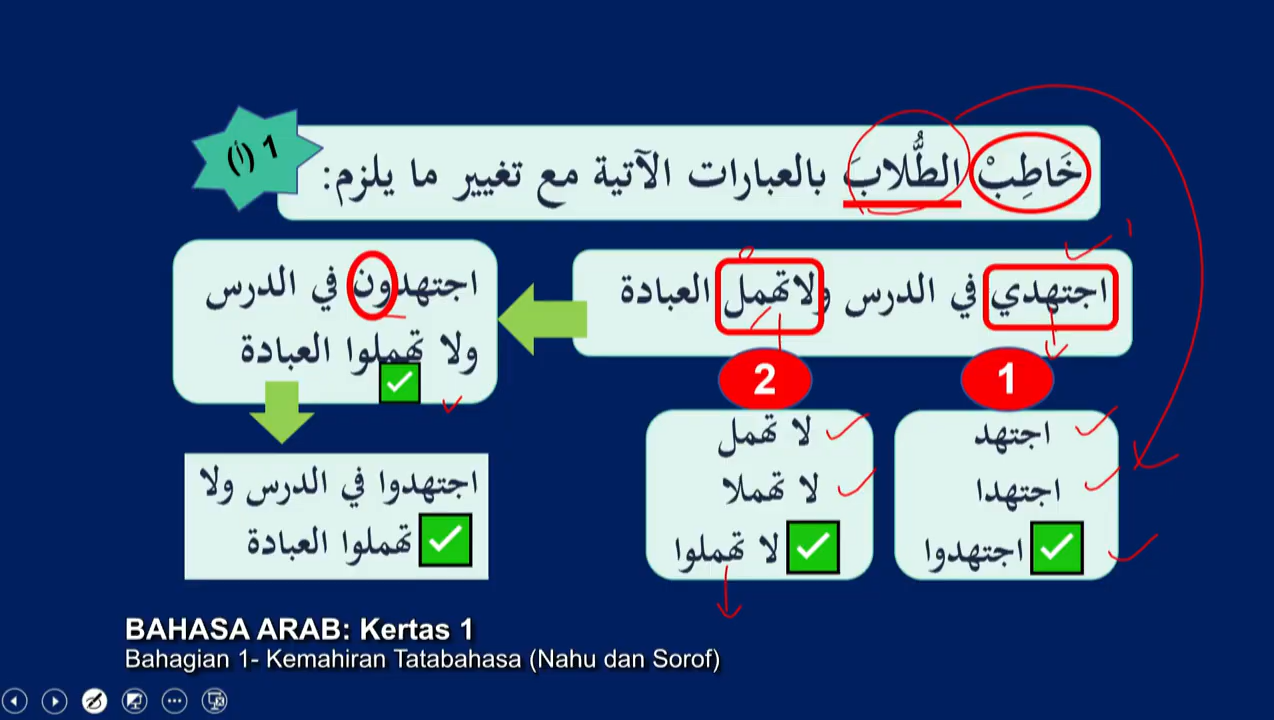 1 (أ)
خَاطِبْ الطُّلابَ بالعبارات الآتية مع تغيير ما يلزم:
اجتهدي في الدرس ولاتهمل العبادة
اجتهدون في الدرس
ولا تهملوا العبادة
1
اجتهد
اجتهدا
اجتهدوا
2
لا تهمل
لا تهملا
لا تهملوا
اجتهدوا في الدرس ولا
تهملوا العبادة
BAHASA ARAB: Kertas 1
Bahagian 1- Kemahiran Tatabahasa (Nahu dan Sorof)